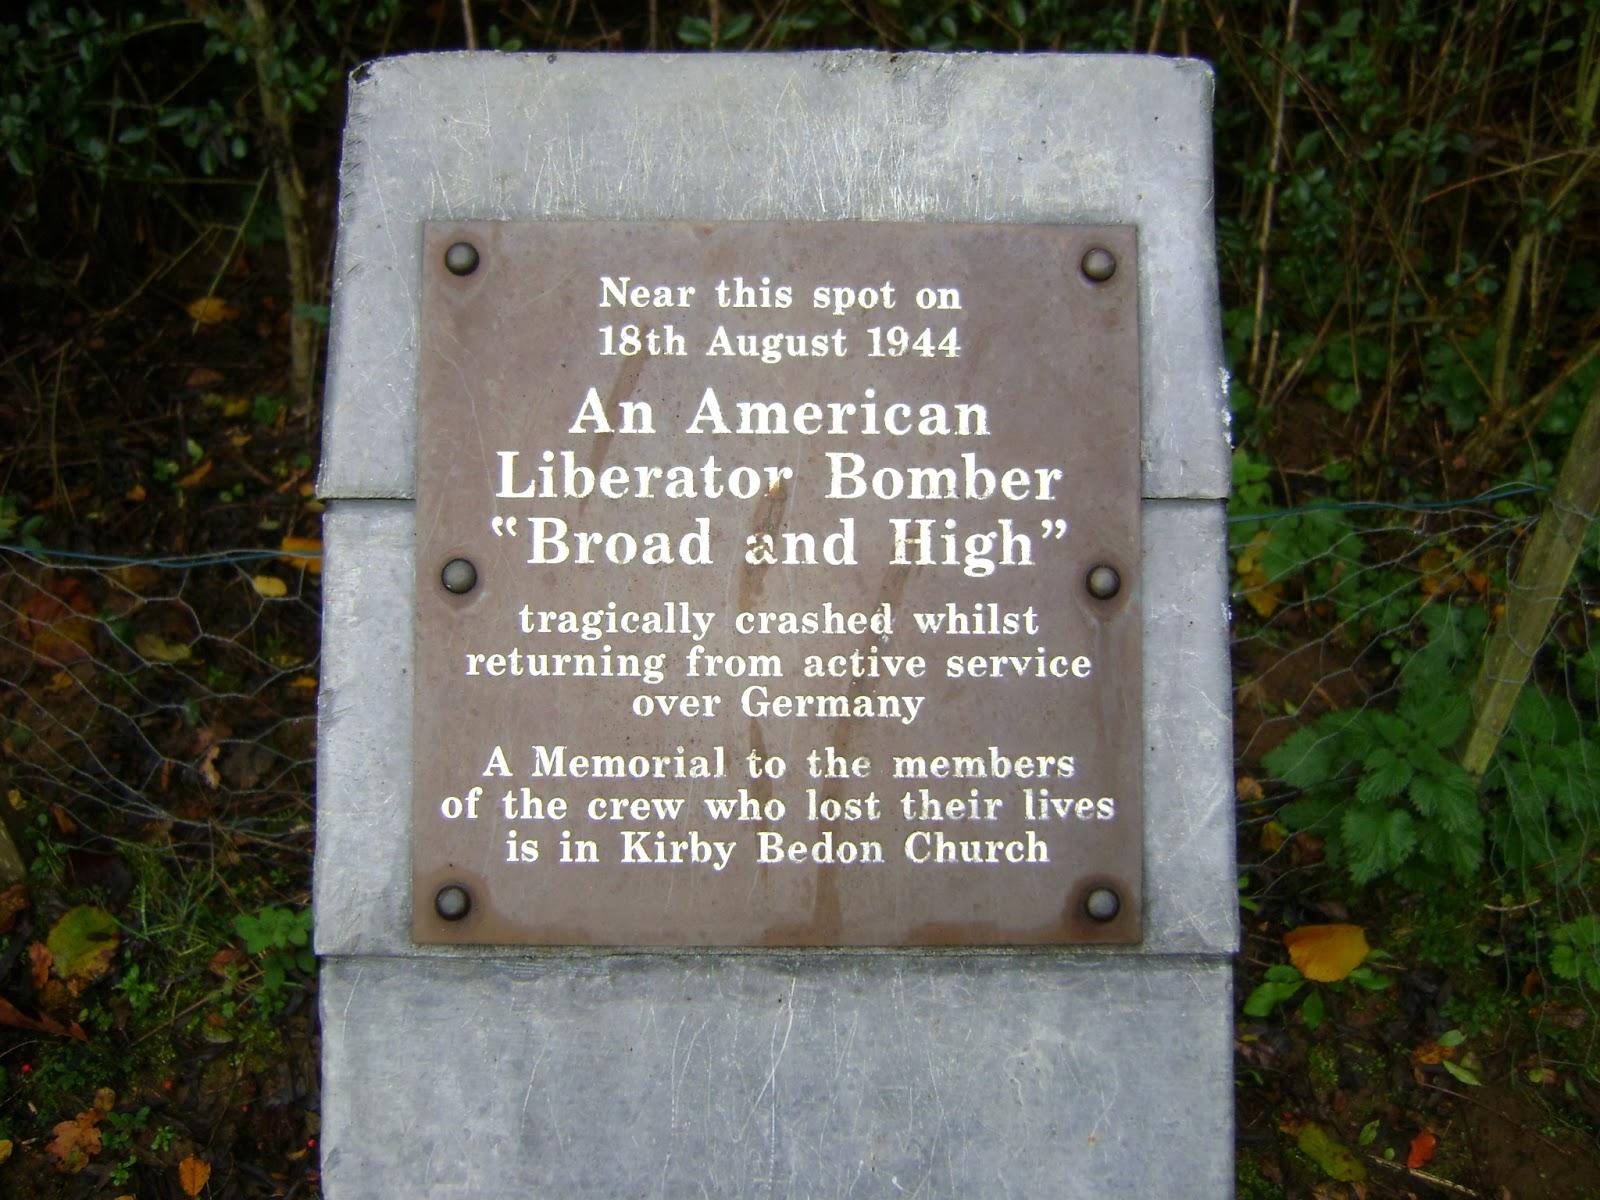 Near this spot on
18th August 1944
An American
Liberator Bomber
“Broad and High”
tragically crashed whilst
returning from active service
over Germany
A Memorial to the members
of the crew who lost their lives
is in Kirby Bedon Church